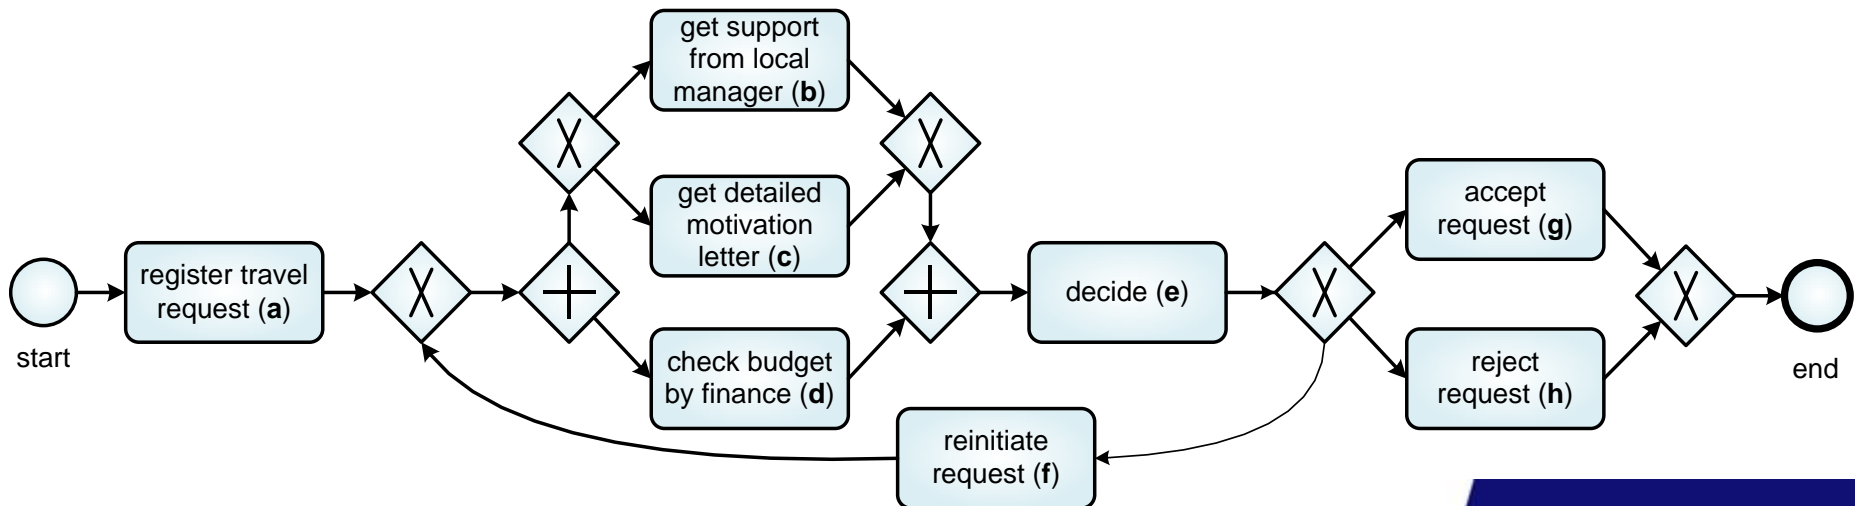 get support
from local
manager (b)
get detailed
motivation
letter (c)
accept
request (g)
register travel
request (a)
decide (e)
start
check budget
by finance (d)
reject
request (h)
end
reinitiate
request (f)